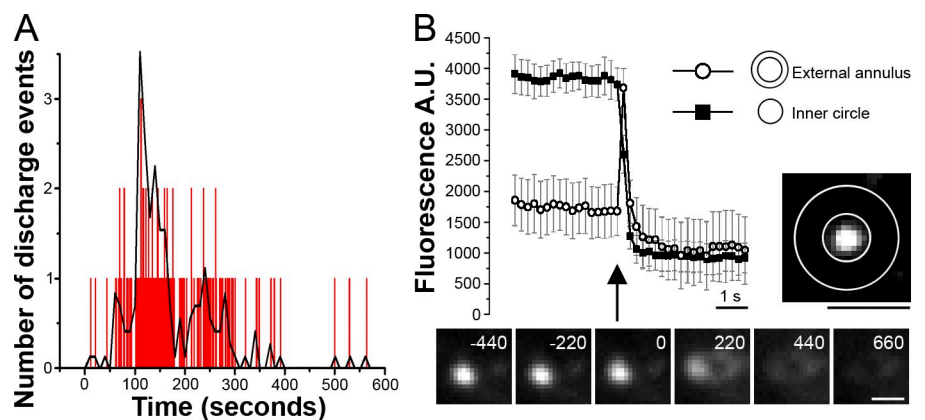 A
Number of discharge events
3
2
1
0
0 100 200 300 400 500 600
Time (seconds)
B
Fluorescence A.U.
4500
4000
3500
3000
2500
2000
1500
1000
500
0
External annulus
Inner circle
1 s
-440 -220 0 220 440 660